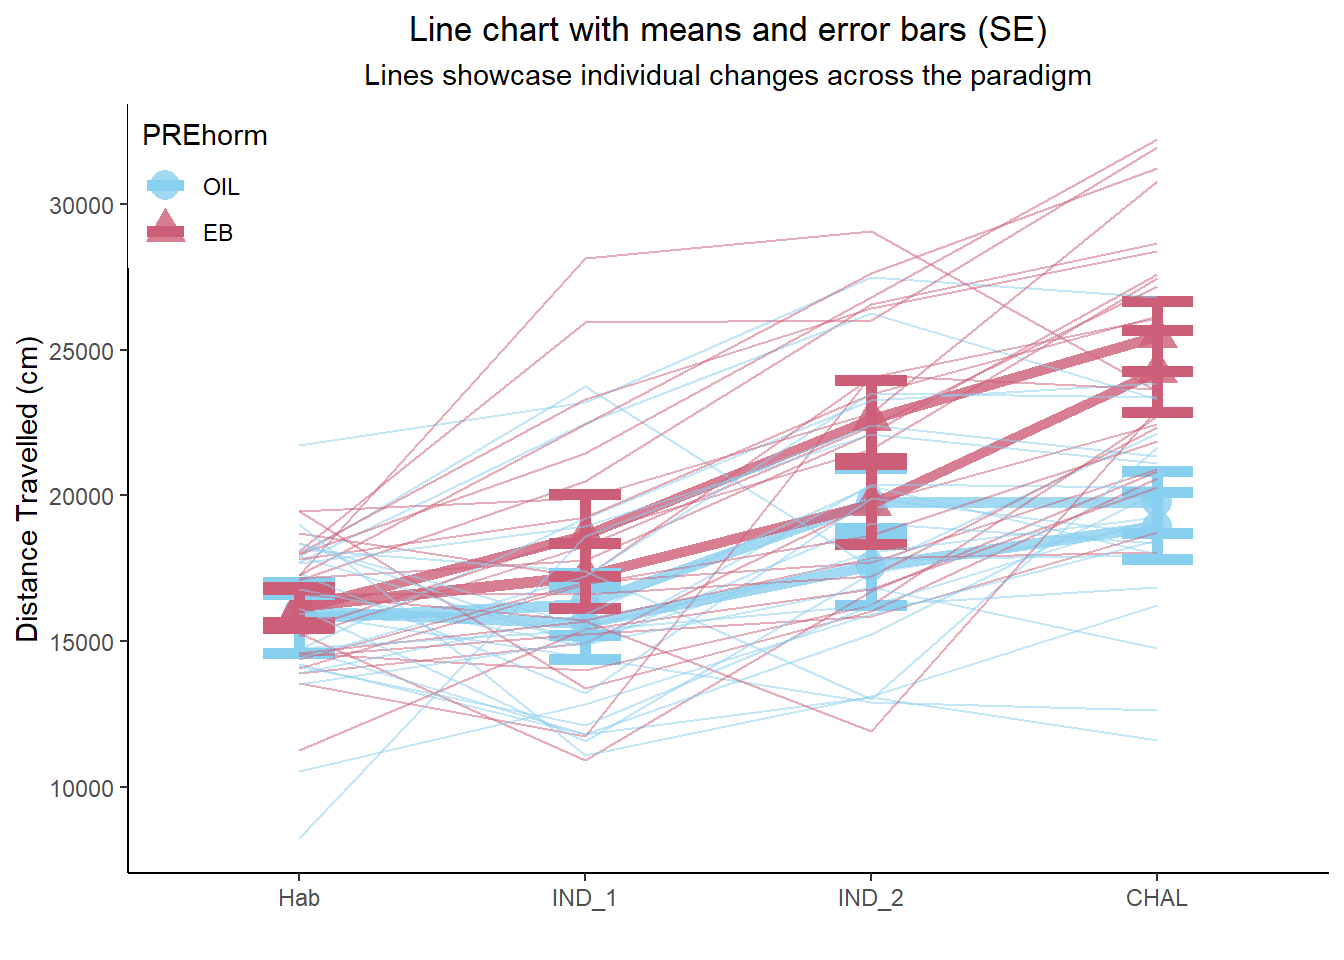 Line chart with means and error bars (SE)
Lines showcase individual changes across the paradigm
PREhorm
OIL
EB
Distance Travelled (cm)
30000
25000
20000
15000
10000
Hab
IND_1
IND_2
CHAL